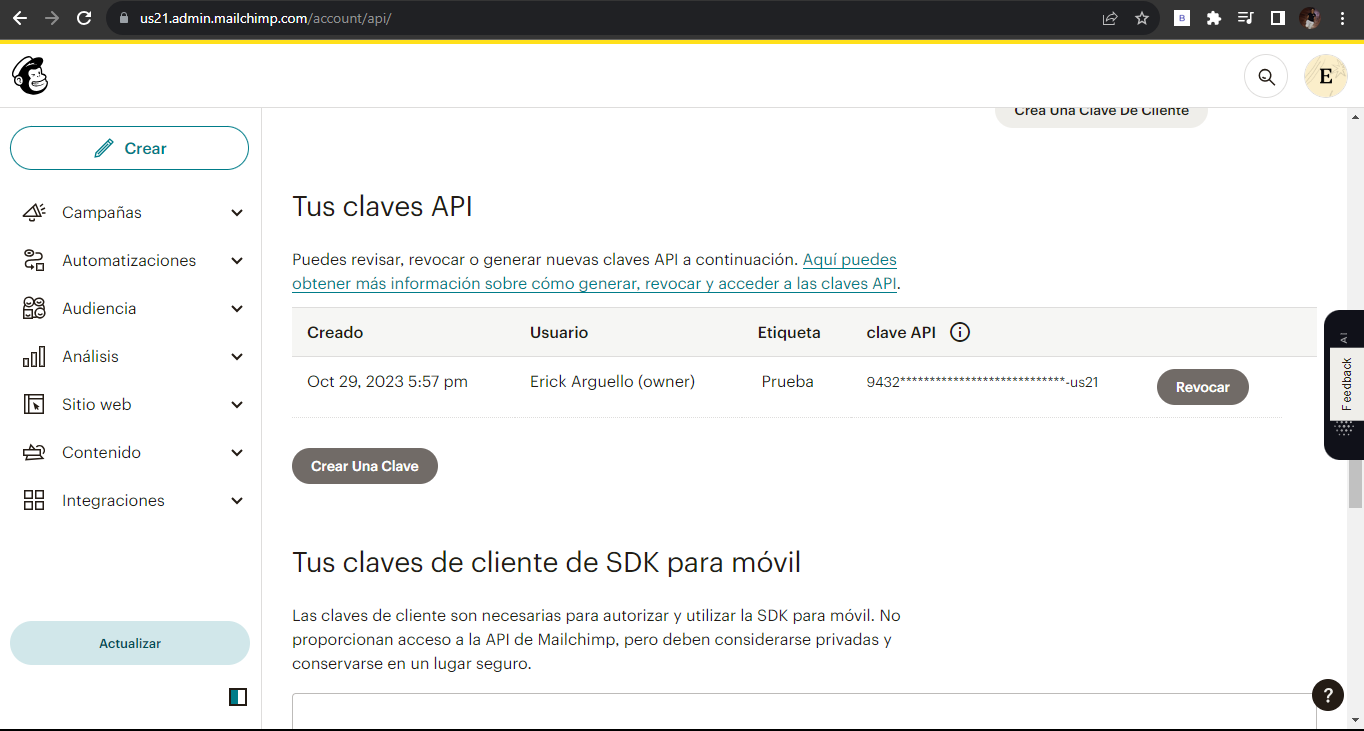 us21.admin.mailchimp.com/account/api/
B
E
Crea Una Clave De Cliente
Crear
Campañas
Automatizaciones
Audiencia
Análisis
Sitio web
Contenido
Integraciones
Actualizar
Tus claves API
Puedes revisar, revocar o generar nuevas claves API a continuación. Aquí puedes
obtener más información sobre cómo generar, revocar y acceder a las claves API.
Creado Usuario Etiqueta clave API
Oct 29, 2023 5:57 pm Erick Arguello (owner) Prueba 9432****************************-us21 Revocar
Crear Una Clave
Tus claves de cliente de SDK para móvil
Las claves de cliente son necesarias para autorizar y utilizar la SDK para móvil. No
proporcionan acceso a la API de Mailchimp, pero deben considerarse privadas y
conservarse en un lugar seguro.
AI
Feedback
?